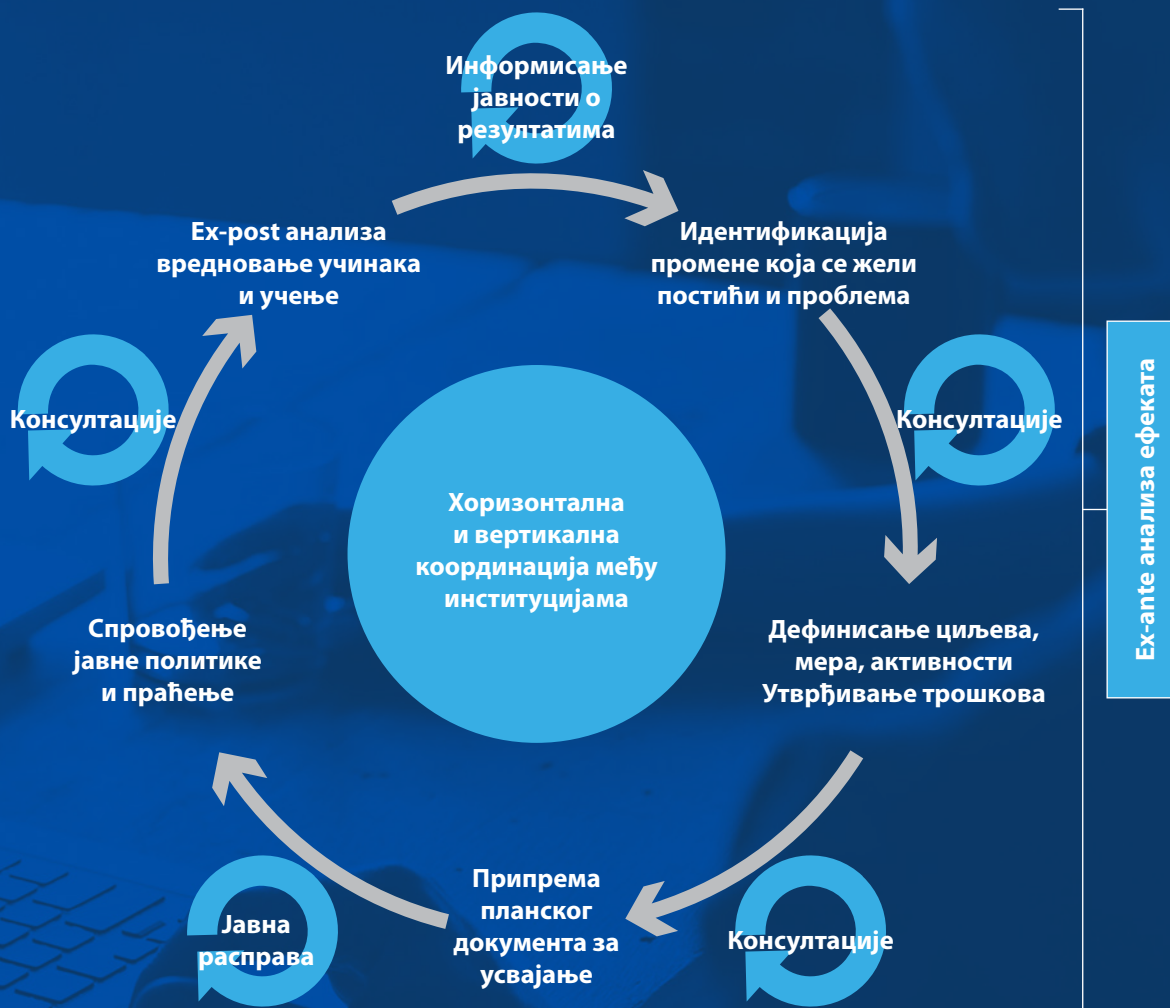 Информисање
јавности о
резултатима
Ex-post анализа
вредновање учинака
и учење
Идентификација
промене која се жели
постићи и проблема
Консултације
Консултације
Ex-ante анализа ефеката
Хоризонтална
и вертикална
координација међу
институцијама
Спровођење
јавне политике
и праћење
Дефинисање циљева,
мера, активности
Утврђивање трошкова
Припрема
планског
документа за
усвајање
Јавна
расправа
Консултације